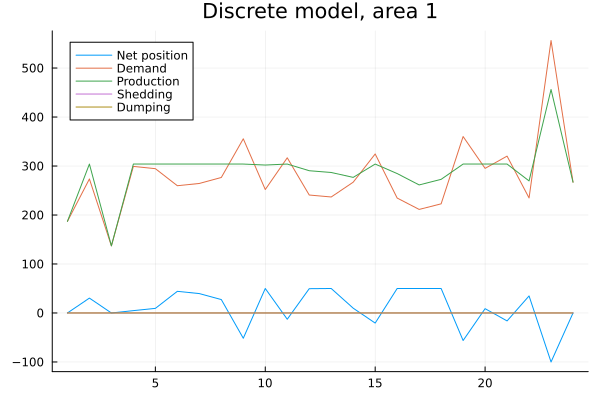 Discrete model, area 1
Net position
Demand
Production
Shedding
Dumping
500
400
300
200
100
0
−100
5
10
15
20